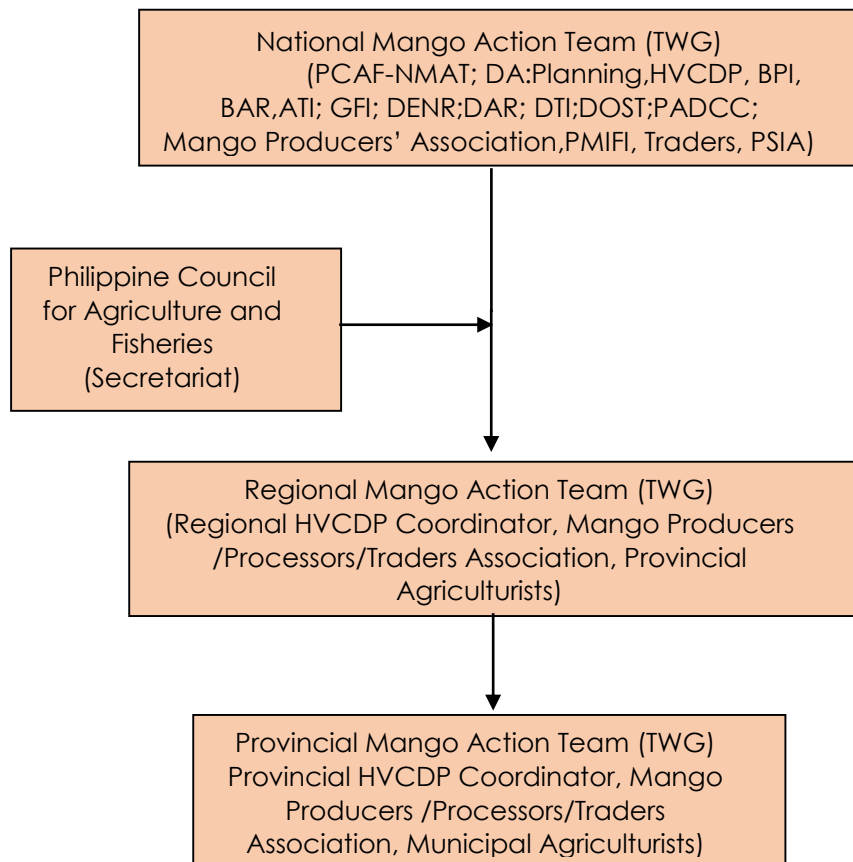 National Mango Action Team (TWG)
(PCAF-NMAT; DA:Planning,HVCDP, BPI,
BAR,ATI; GFI; DENR;DAR; DTI;DOST;PADCC;
Mango Producers’ Association,PMIFI, Traders, PSIA)
Philippine Council
for Agriculture and
Fisheries
(Secretariat)
Regional Mango Action Team (TWG)
(Regional HVCDP Coordinator, Mango Producers
/Processors/Traders Association, Provincial
Agriculturists)
Provincial Mango Action Team (TWG)
Provincial HVCDP Coordinator, Mango
Producers /Processors/Traders
Association, Municipal Agriculturists)